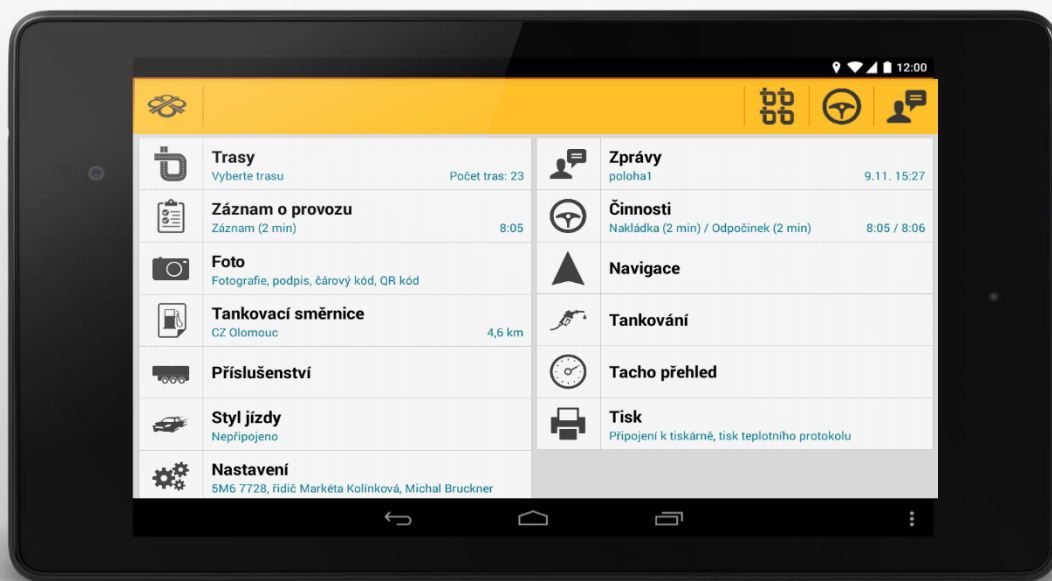 12:00
Trasy
Vyberte trasu Počet tras: 23
Záznam o provozu
Záznam (2 min) 8:05
Foto
Fotografie, podpis, čárový kód, QR kód
Tankovací směrnice
CZ Olomouc 4,6 km
Příslušenství
Styl jízdy
Nepřipojeno
Nastavení
5M6 7728, řidič Markéta Kolínková, Michal Bruckner
Zprávy
poloha1 9.11. 15:27
Činnosti
Nakládka (2 min) / Odpočinek (2 min) 8:05 / 8:06
Navigace
Tankování
Tacho přehled
Tisk
Připojení k tiskárně, tisk teplotního protokolu